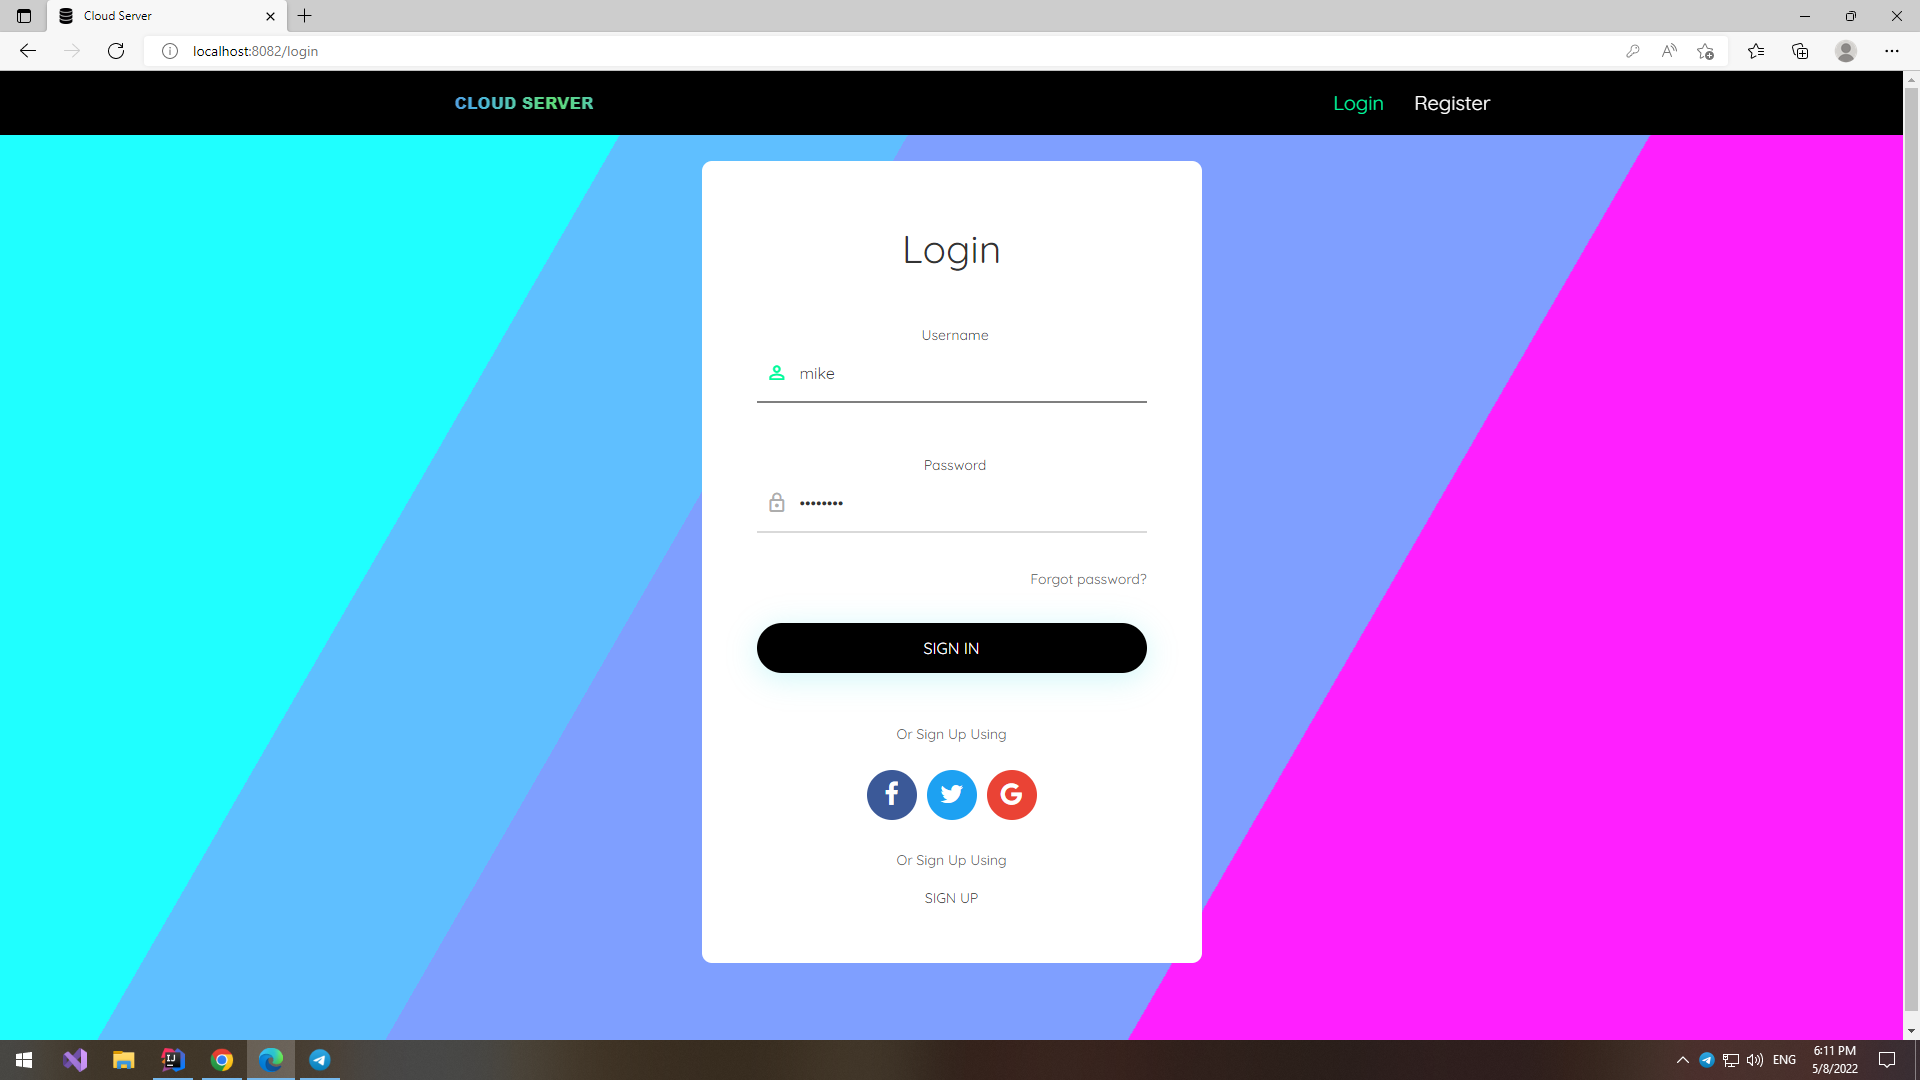 Cloud Server
localhost:8082/login
CLOUD SERVER
Login
Register
Login
Username
mike
Password
••••••••
Forgot password?
SIGN IN
Or Sign Up Using
Or Sign Up Using
SIGN UP
ENG
6:11 PM
5/8/2022